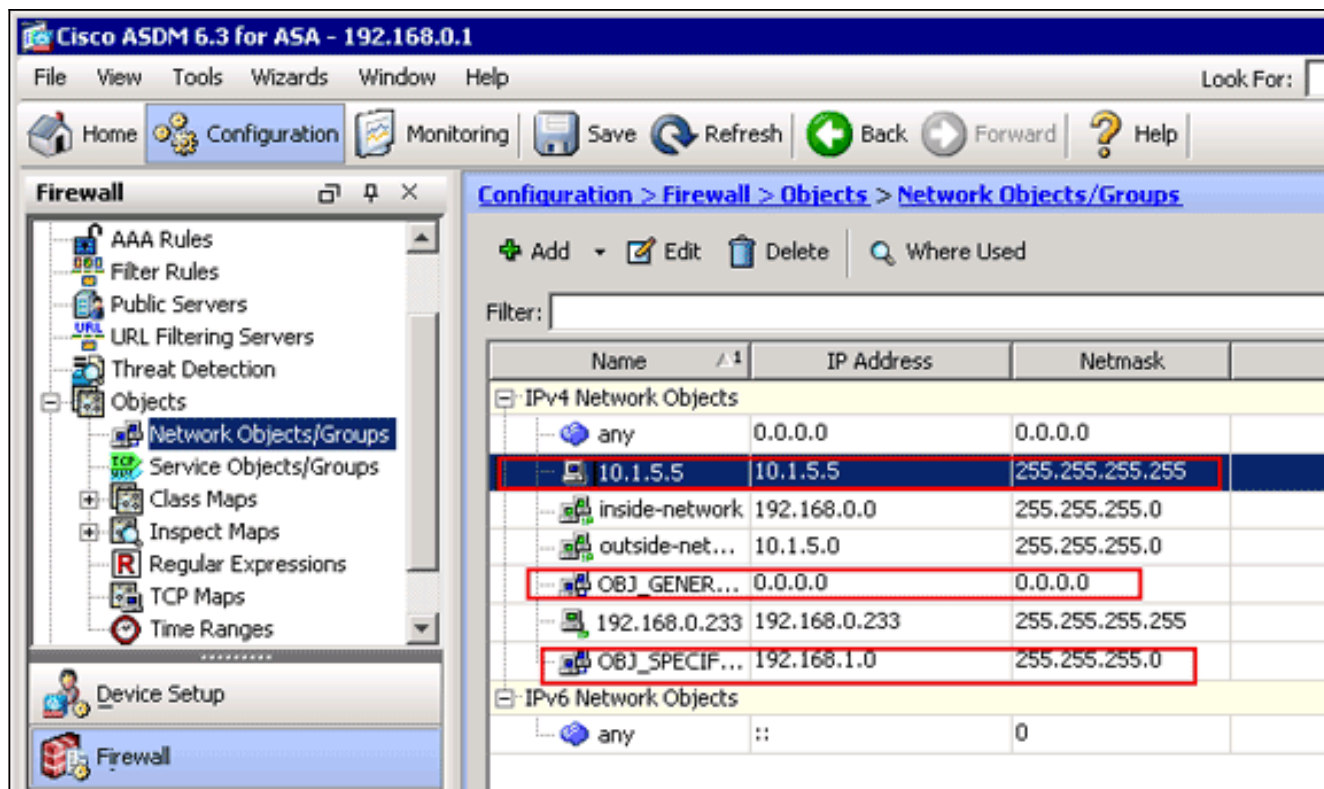 Cisco ASDM 6.3 for ASA - 192.168.0.1
File View Tools Wizards Window Help Look For:
Home Configuration Monitoring Save Refresh Back Forward Help
Firewall
AAA Rules
Filter Rules
Public Servers
URL URL Filtering Servers
Threat Detection
Objects
Network Objects/Groups
TCP Service Objects/Groups
Class Maps
Inspect Maps
R Regular Expressions
TCP Maps
Time Ranges
Device Setup
Firewall
Configuration > Firewall > Objects > Network Objects/Groups
Add Edit Delete Where Used
Filter:
Name 1 IP Address Netmask
IPv4 Network Objects
any 0.0.0.0 0.0.0.0
10.1.5.5 10.1.5.5 255.255.255.255
inside-network 192.168.0.0 255.255.255.0
outside-net... 10.1.5.0 255.255.255.0
OBJ_GENER... 0.0.0.0 0.0.0.0
192.168.0.233 192.168.0.233 255.255.255.255
OBJ_SPECIF... 192.168.1.0 255.255.255.0
IPv6 Network Objects
any :: 0